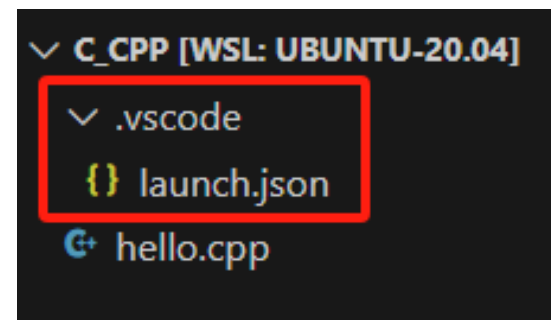 C_CPP [WSL: UBUNTU-20.04]
.vscode
{} launch.json
C++ hello.cpp